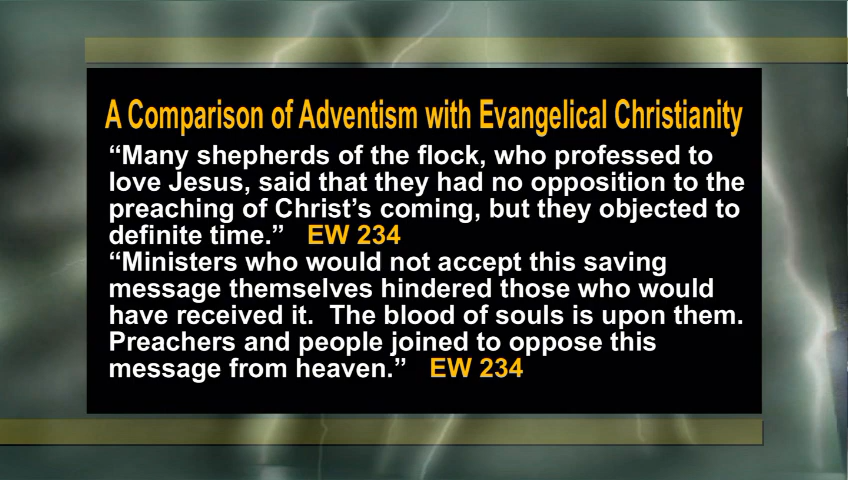 A Comparison of Adventism with Evangelical Christianity
“Many shepherds of the flock, who professed to
love Jesus, said that they had no opposition to the
preaching of Christ’s coming, but they objected to
definite time.” EW 234
“Ministers who would not accept this saving
message themselves hindered those who would
have received it. The blood of souls is upon them.
Preachers and people joined to oppose this
message from heaven.” EW 234